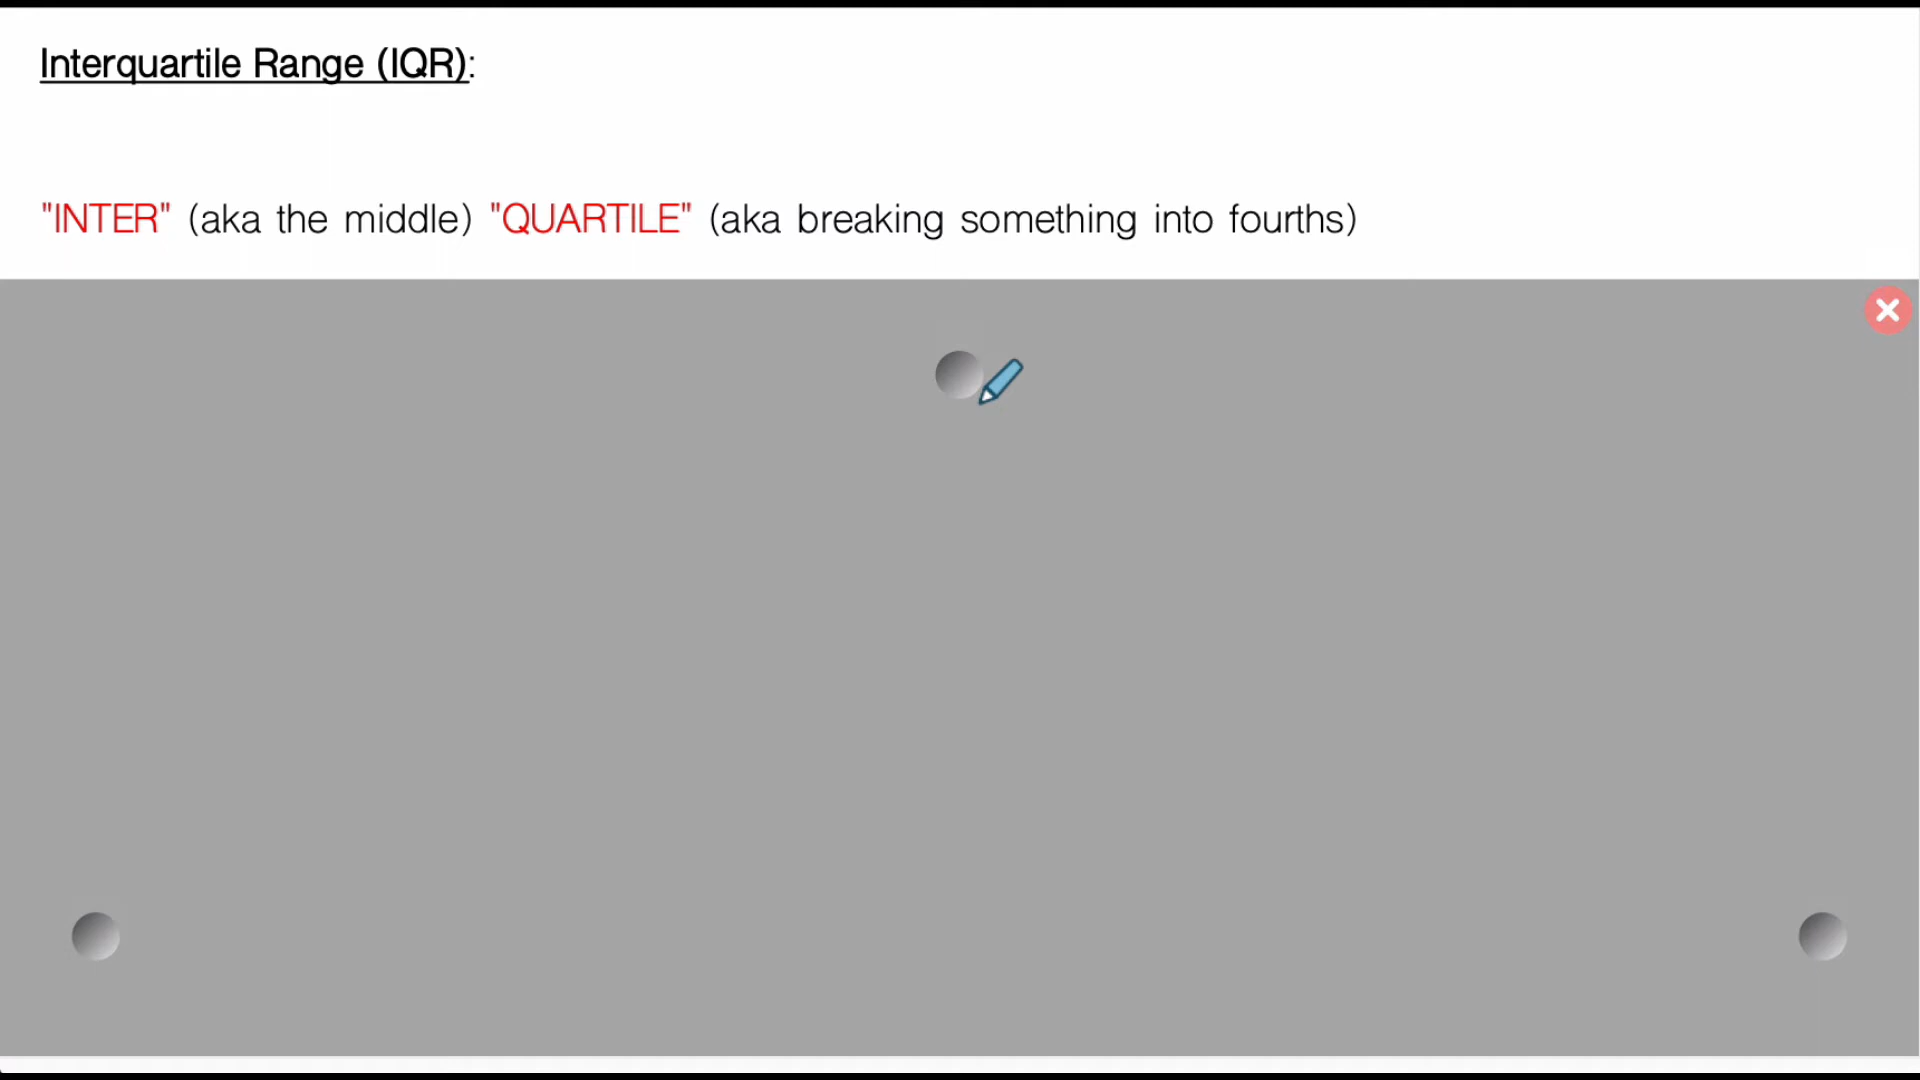 Interquartile Range (IQR):
"INTER" (aka the middle) "QUARTILE" (aka breaking something into fourths)